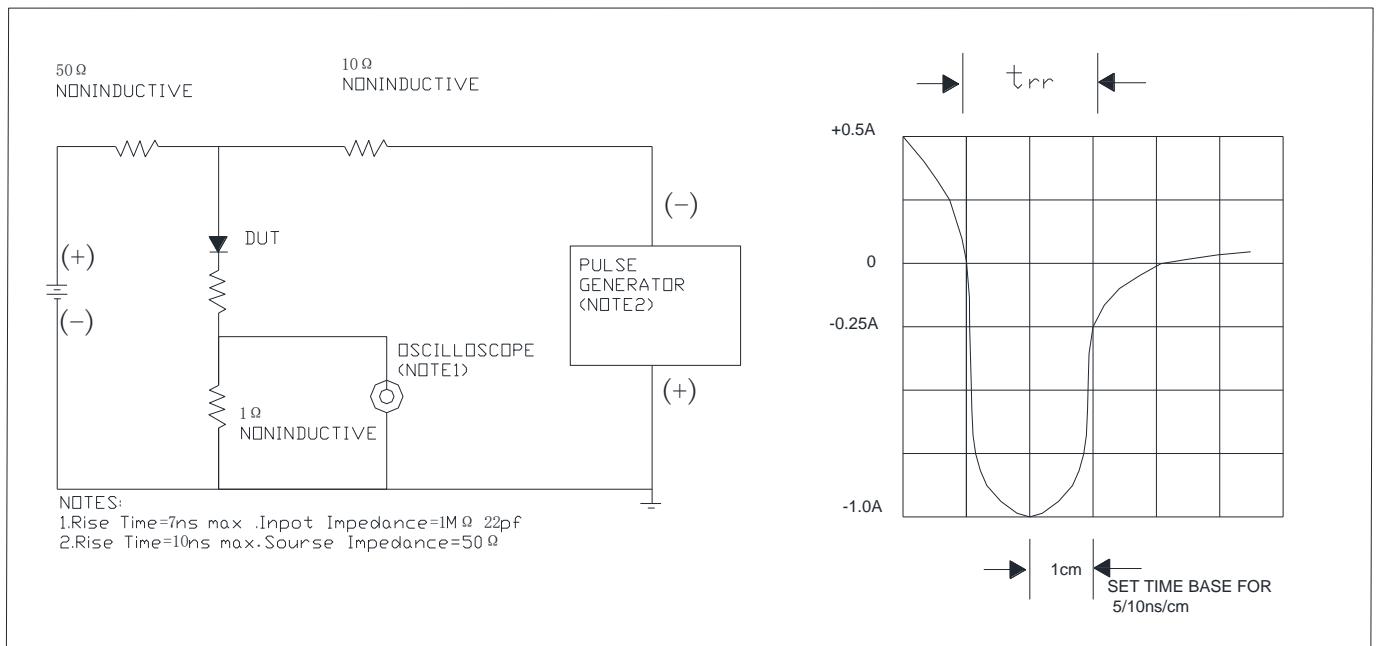 50Ω
NONINDUCTIVE
10Ω
NONINDUCTIVE
(+)
(-)
DUT
1Ω
NONINDUCTIVE
OSCILLOSCOPE
(NOTE1)
(-)
PULSE
GENERATOR
(NOTE2)
(+)
NOTES:
1.Rise Time=7ns max .Input Impedance=1MΩ 22pf
2.Rise Time=10ns max.Sourse Impedance=50Ω
trr
+0.5A
0
-0.25A
-1.0A
1cm
SET TIME BASE FOR
5/10ns/cm